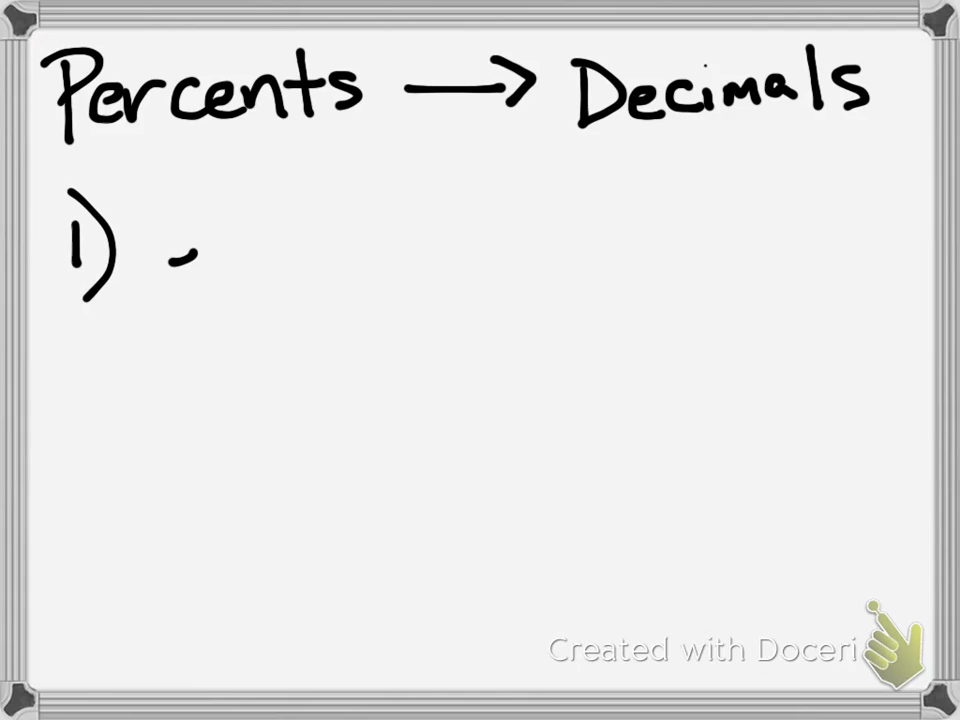 Percents → Decimals
1)
Created with Doceri